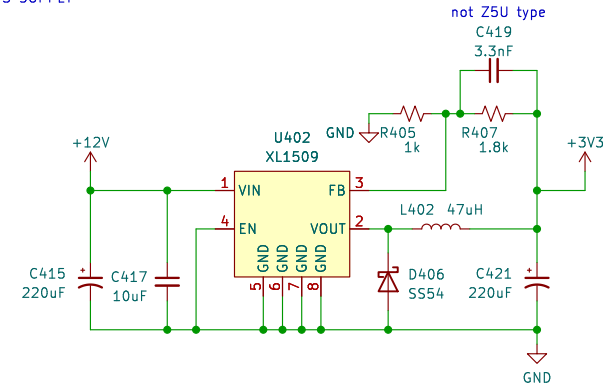 not Z5U type
C419
3.3nF
GND
R405
1k
R407
1.8k
+12V
U402
XL1509
+3V3
1
VIN
FB
3
4
EN
VOUT
2
L402 47uH
GND
GND
GND
GND
5
6
7
8
C415
220uF
C417
10uF
D406
SS54
C421
220uF
GND